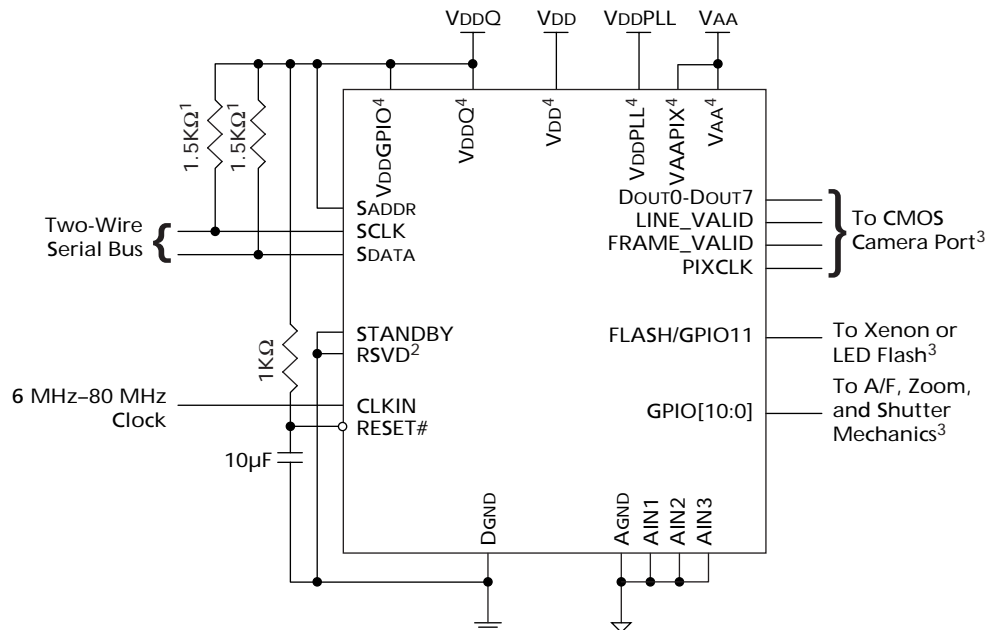 VDDQ
VDD
VDDPLL
VAA
1.5KΩ¹
1.5KΩ¹
VDDGPIO⁴
VDDQ⁴
VDD⁴
VDDPLL⁴
VAAPIX⁴
VAA⁴
Two-Wire
Serial Bus
SADDR
SCLK
SDATA
DOUT0-DOUT7
LINE_VALID
FRAME_VALID
PIXCLK
To CMOS
Camera Port³
1KΩ
STANDBY
RSVD²
FLASH/GPIO11
To Xenon or
LED Flash³
6 MHz–80 MHz
Clock
CLKIN
RESET#
GPIO[10:0]
To A/F, Zoom,
and Shutter
Mechanics³
10µF
DGND
AGND
AIN1
AIN2
AIN3